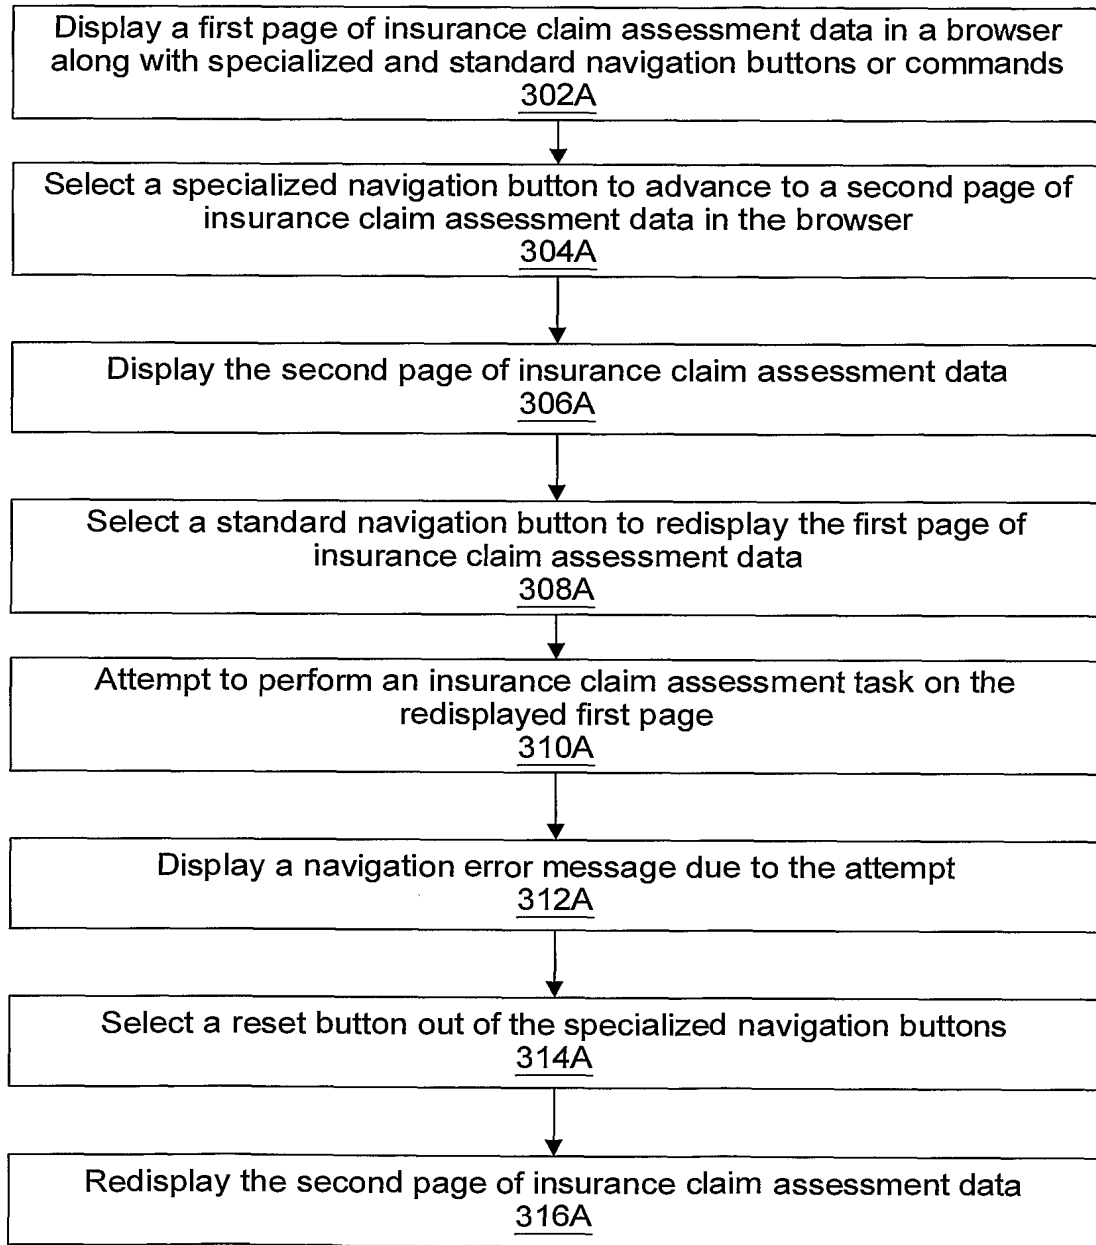 Display a first page of insurance claim assessment data in a browser
along with specialized and standard navigation buttons or commands
302A
Select a specialized navigation button to advance to a second page of
insurance claim assessment data in the browser
304A
Display the second page of insurance claim assessment data
306A
Select a standard navigation button to redisplay the first page of
insurance claim assessment data
308A
Attempt to perform an insurance claim assessment task on the
redisplayed first page
310A
Display a navigation error message due to the attempt
312A
Select a reset button out of the specialized navigation buttons
314A
Redisplay the second page of insurance claim assessment data
316A